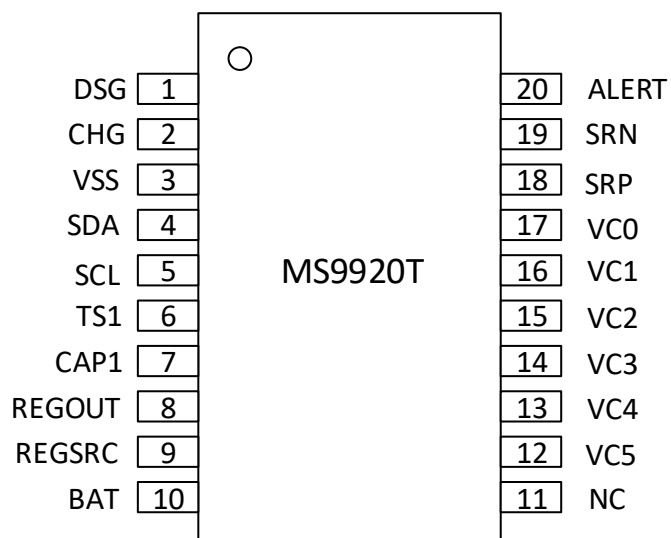 DSG 1 20 ALERT
CHG 2 19 SRN
VSS 3 18 SRP
SDA 4 17 VC0
SCL 5 MS9920T 16 VC1
TS1 6 15 VC2
CAP1 7 14 VC3
REGOUT 8 13 VC4
REGSRC 9 12 VC5
BAT 10 11 NC